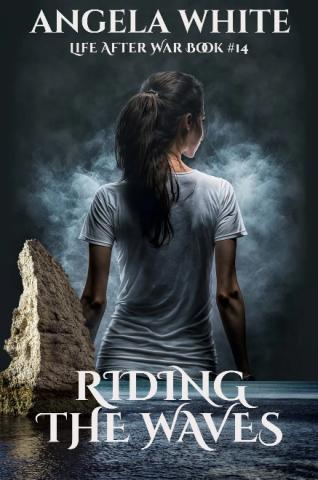 ANGELA WHITE
LIFE AFTER WAR BOOK #14
RIDING
THE WAVES